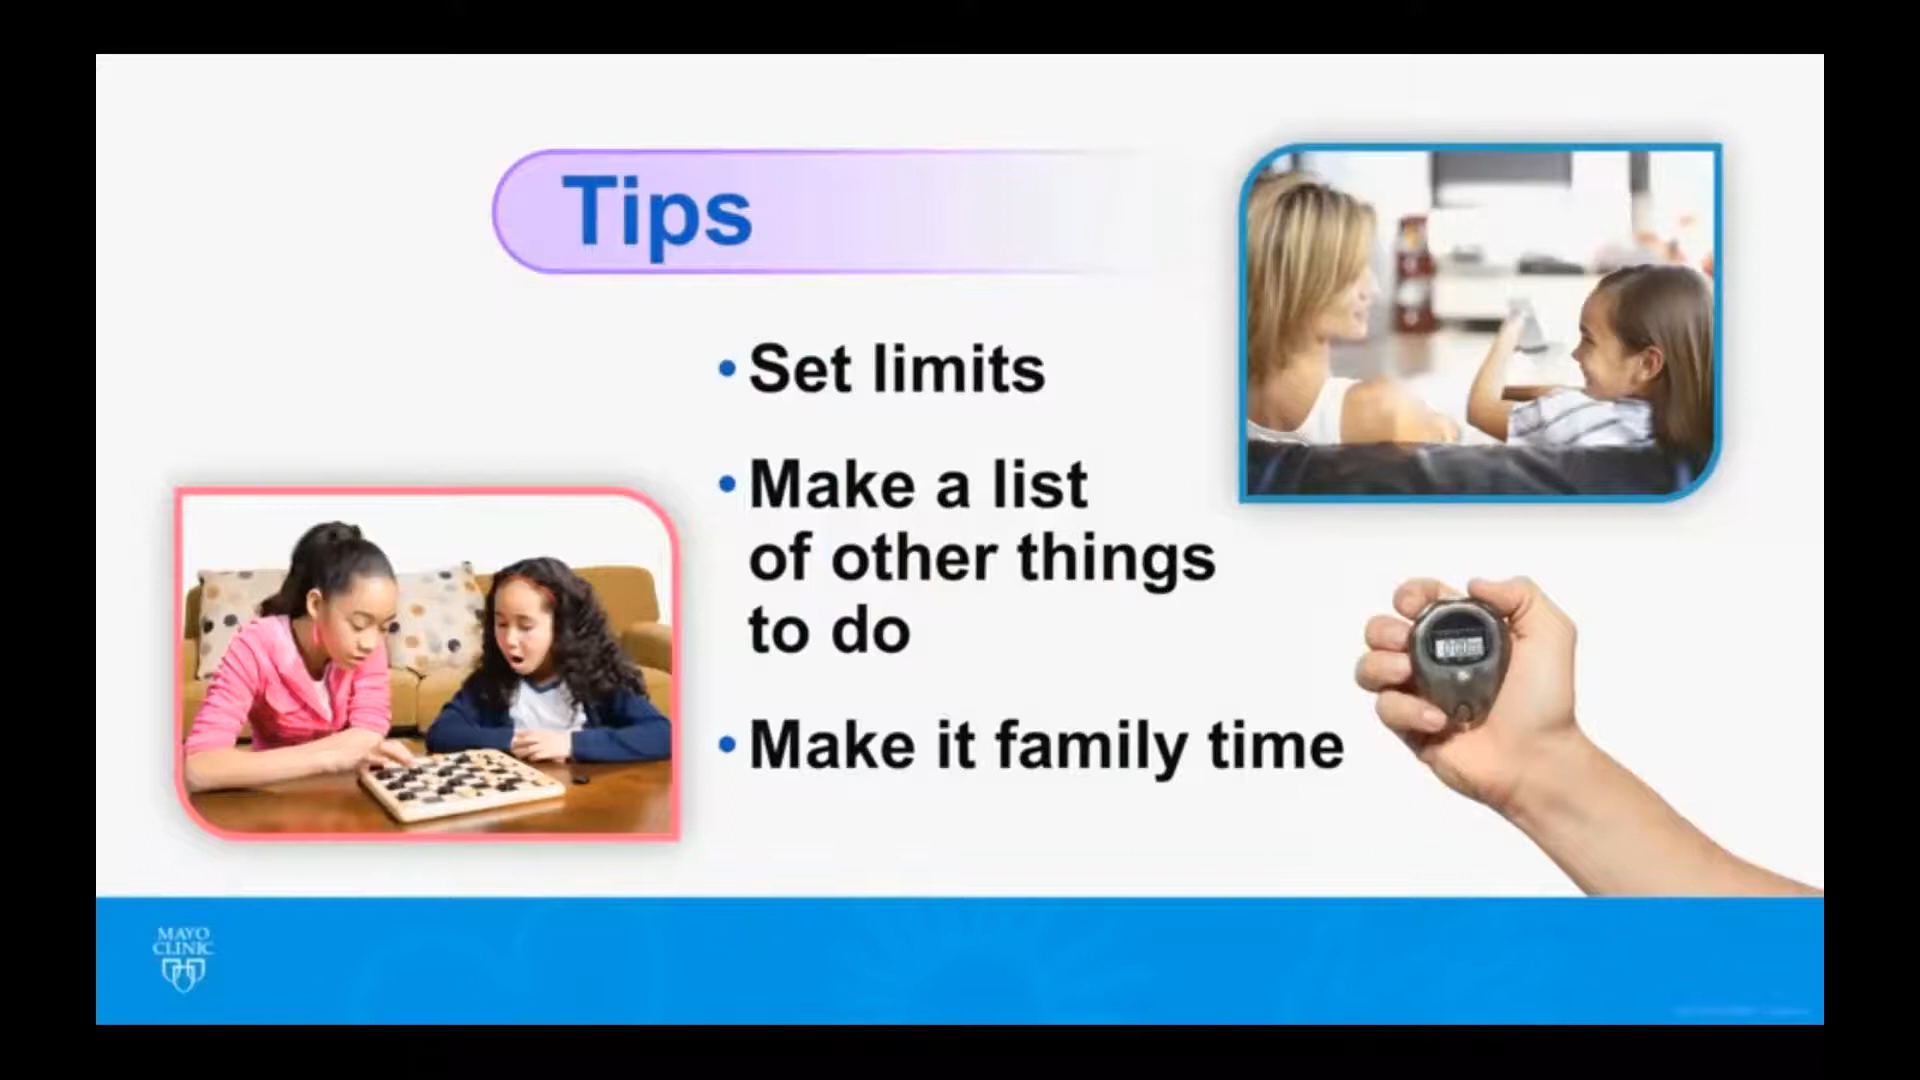 Tips
• Set limits
• Make a list
of other things
to do
• Make it family time
MAYO
CLINIC